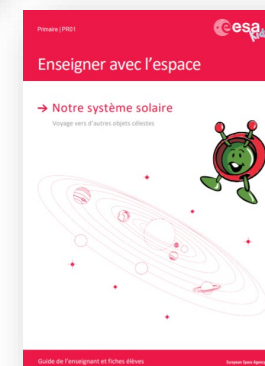 Primaire | PR01
esa
Kids
Enseigner avec l'espace
→ Notre système solaire
Voyage vers d'autres objets célestes
Guide de l'enseignant et fiches élèves
European Space Agency